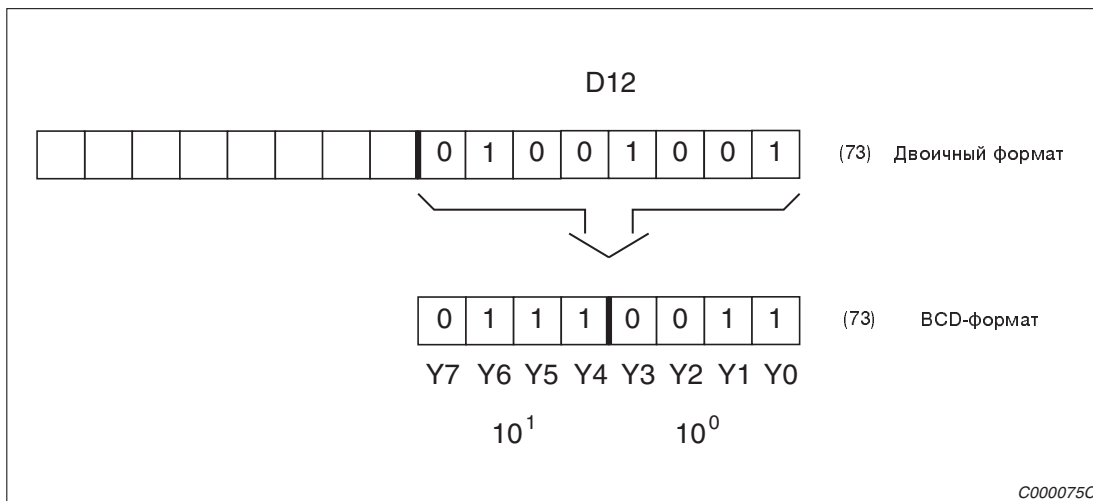 D12
0 1 0 0 1 0 0 1 (73) Двоичный формат
0 1 1 1 0 0 1 1 (73) BCD-формат
Y7 Y6 Y5 Y4 Y3 Y2 Y1 Y0
10¹ 10⁰
C000075C